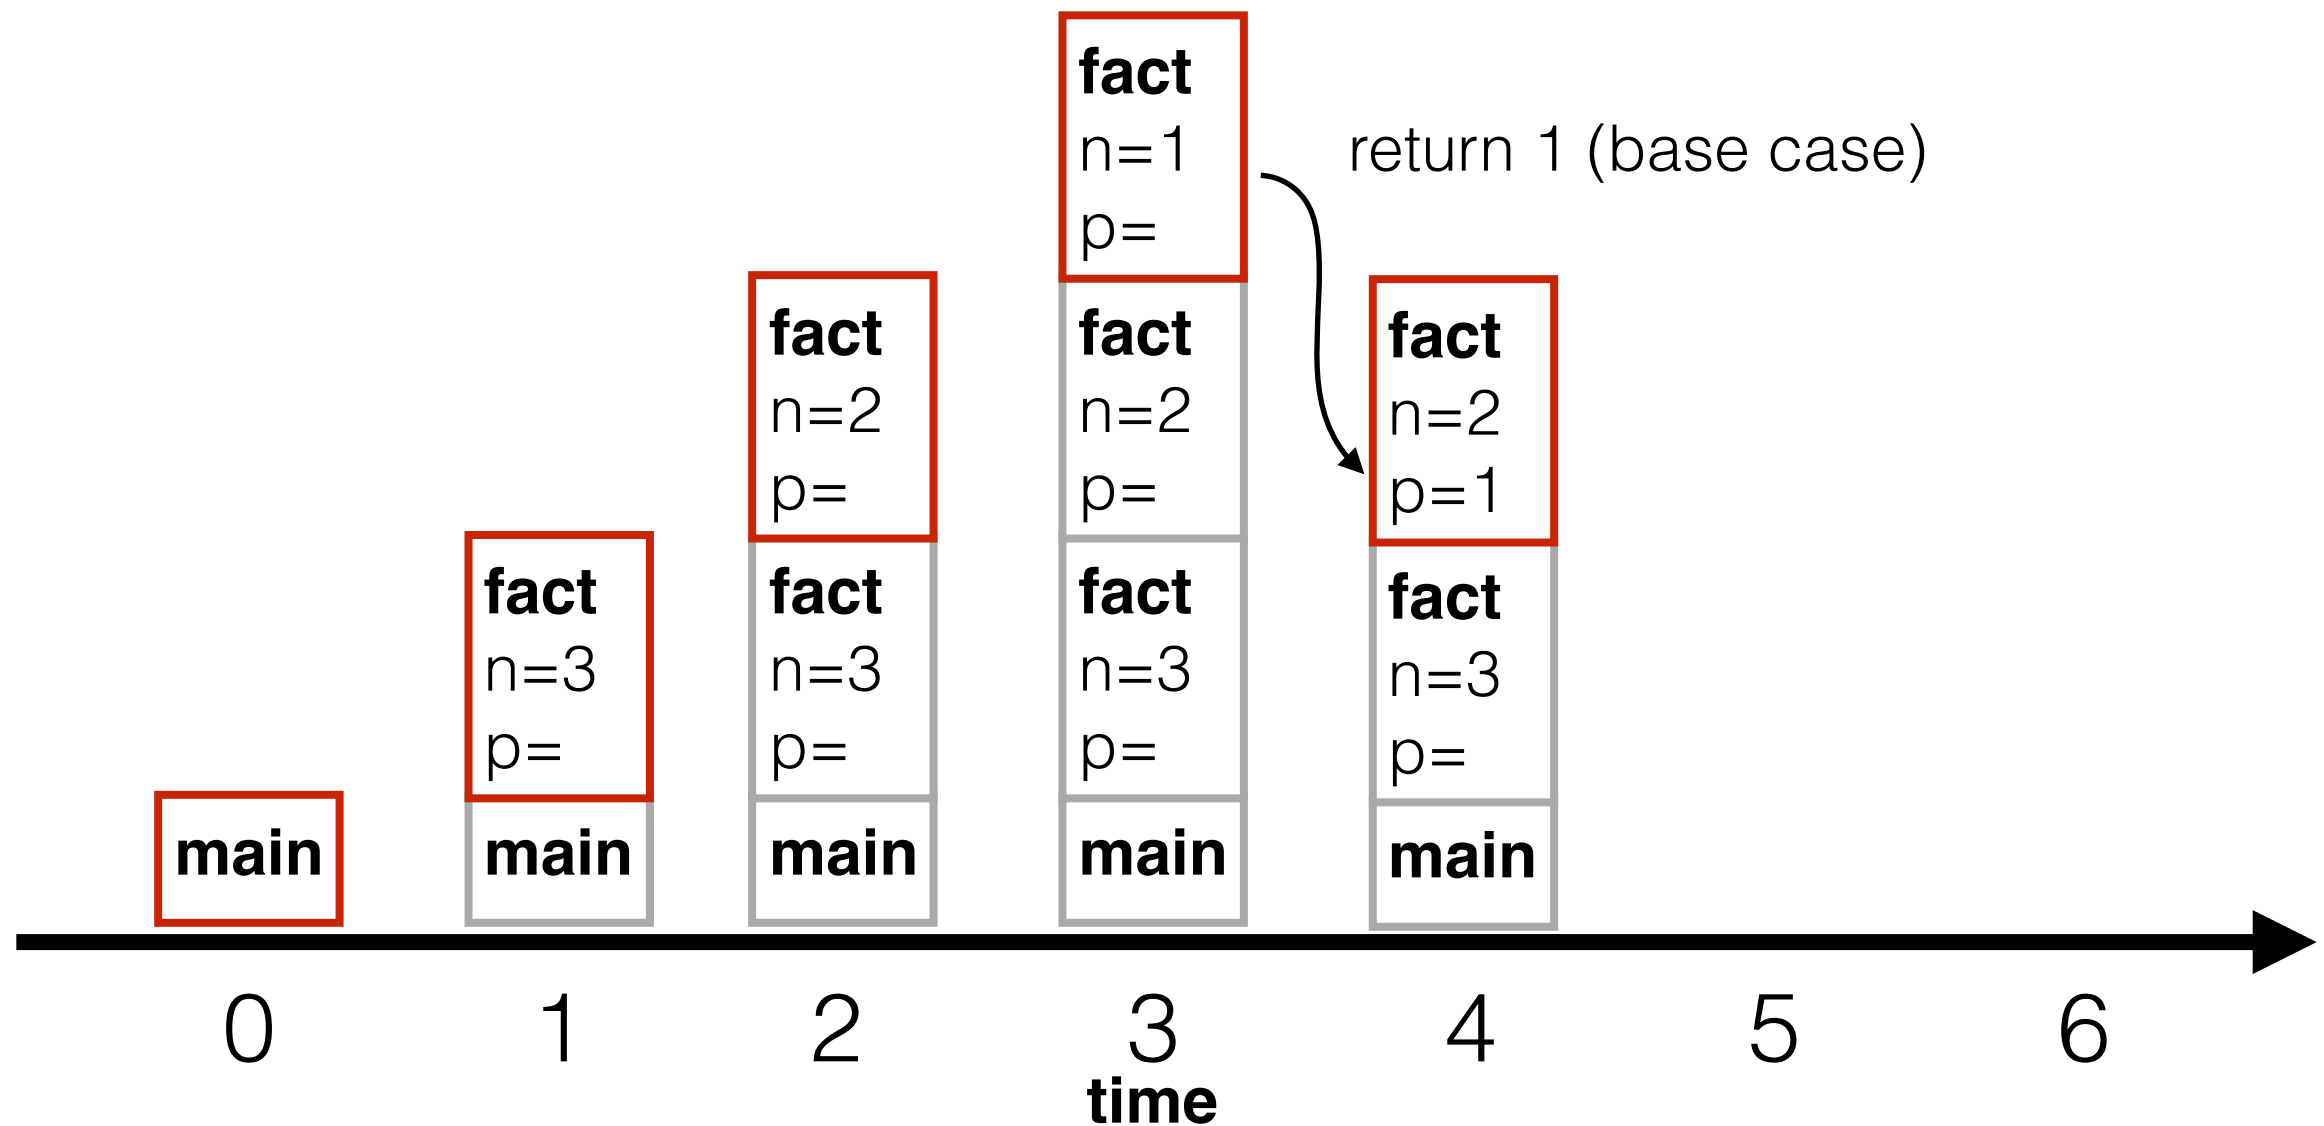 main
fact
n=3
p=
main
fact
n=2
p=
fact
n=3
p=
main
fact
n=1
p=
fact
n=2
p=
fact
n=3
p=
main
return 1 (base case)
fact
n=2
p=1
fact
n=3
p=
main
0 1 2 3 4 5 6
time